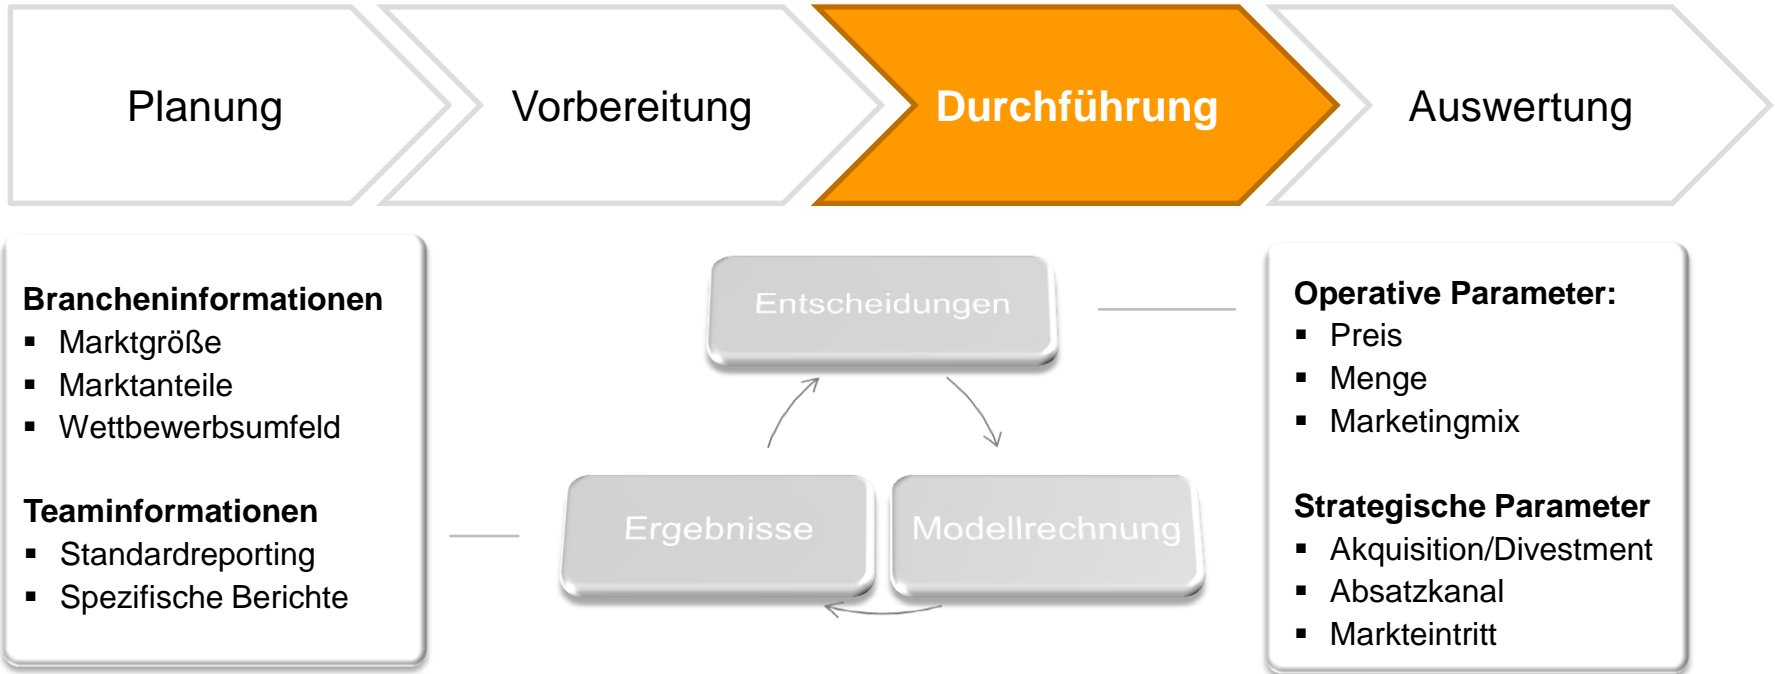 Planung
Vorbereitung
Durchführung
Auswertung
Brancheninformationen
▪ Marktgröße
▪ Marktanteile
▪ Wettbewerbsumfeld
Teaminformationen
▪ Standardreporting
▪ Spezifische Berichte
Entscheidungen
Ergebnisse
Modellrechnung
Operative Parameter:
▪ Preis
▪ Menge
▪ Marketingmix
Strategische Parameter
▪ Akquisition/Divestment
▪ Absatzkanal
▪ Markteintritt